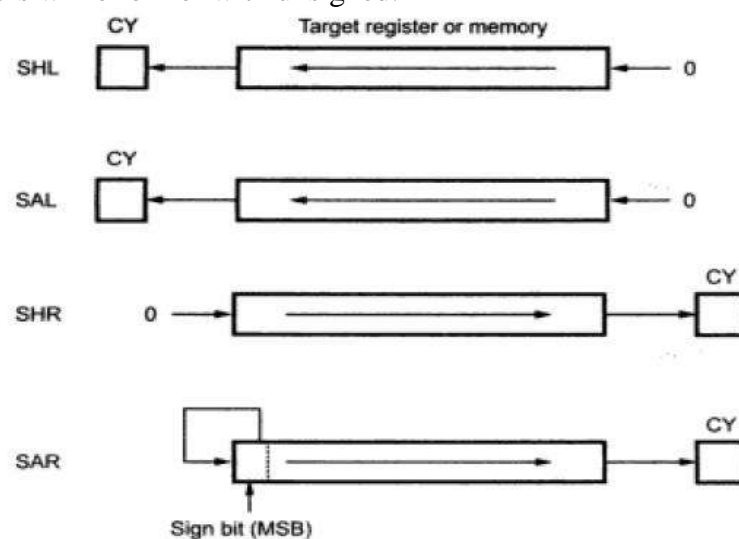 CY Target register or memory
SHL 0
CY
SAL 0
CY
SHR 0
CY
SAR
Sign bit (MSB)